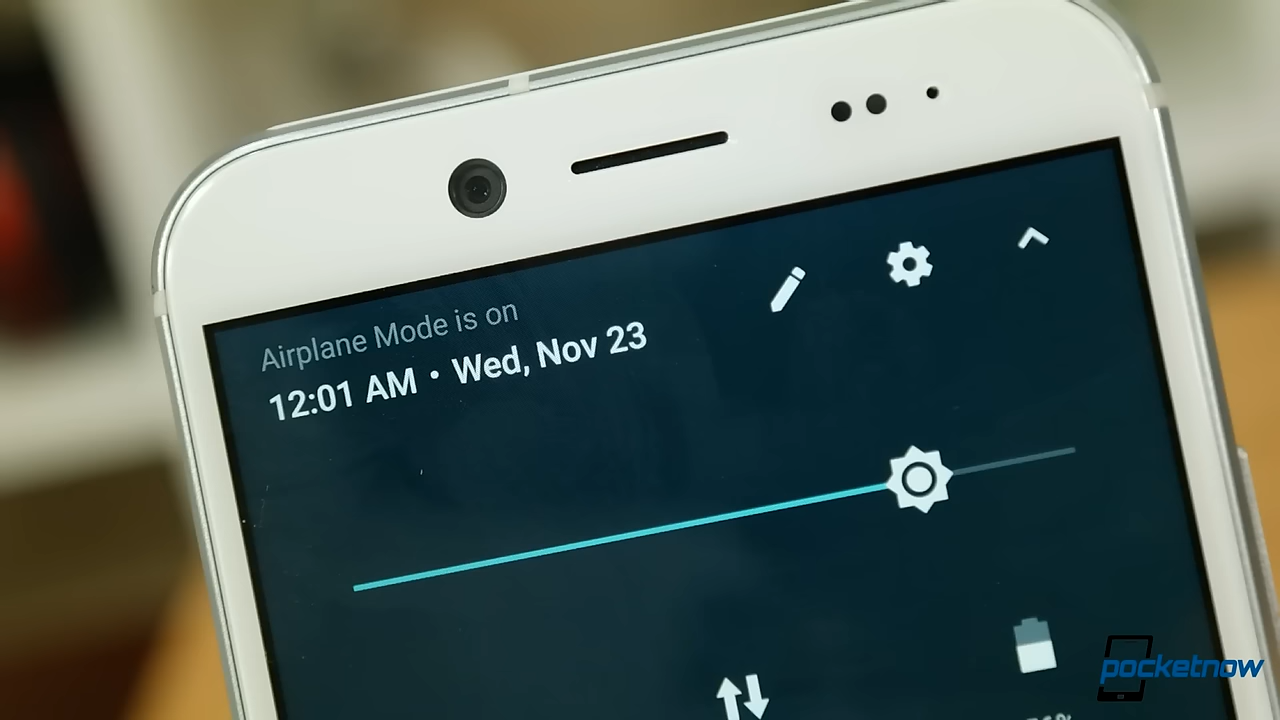 Airplane Mode is on
12:01 AM • Wed, Nov 23
pocketnow